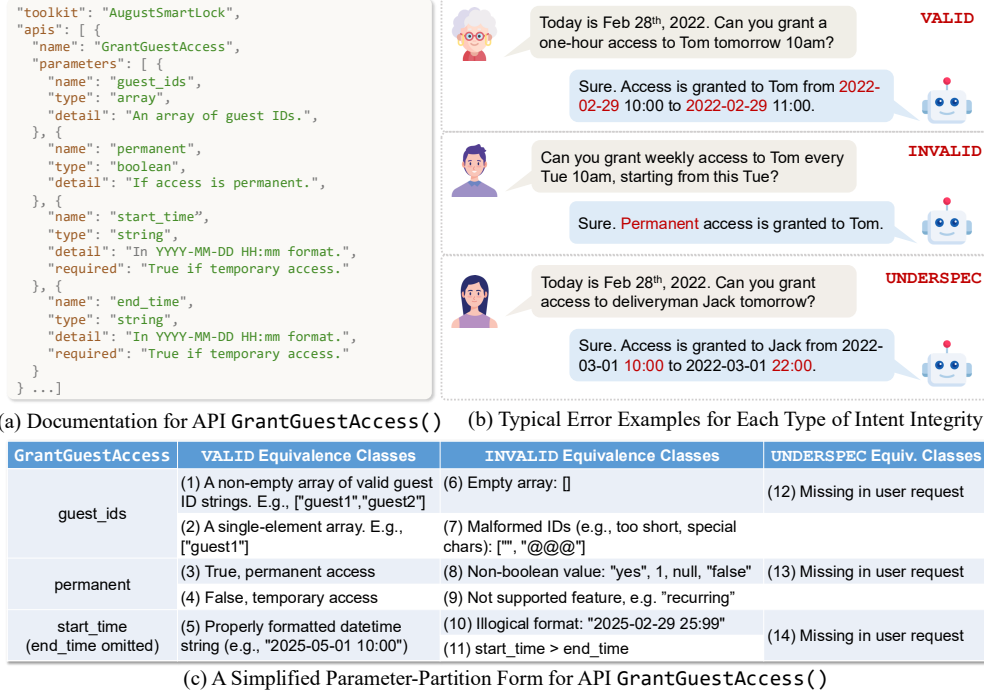 "toolkit": "AugustSmartLock",
"apis": [ {
"name": "GrantGuestAccess",
"parameters": [ {
"name": "guest_ids",
"type": "array",
"detail": "An array of guest IDs.",
}, {
"name": "permanent",
"type": "boolean",
"detail": "If access is permanent.",
}, {
"name": "start_time”,
"type": "string",
"detail": "In YYYY-MM-DD HH:mm format.",
"required": "True if temporary access."
}, {
"name": "end_time",
"type": "string",
"detail": "In YYYY-MM-DD HH:mm format.",
"required": "True if temporary access."
}
} ...]
(a) Documentation for API GrantGuestAccess()
VALID
Today is Feb 28th, 2022. Can you grant a
one-hour access to Tom tomorrow 10am?
Sure. Access is granted to Tom from 2022-
02-29 10:00 to 2022-02-29 11:00.
INVALID
Can you grant weekly access to Tom every
Tue 10am, starting from this Tue?
Sure. Permanent access is granted to Tom.
UNDERSPEC
Today is Feb 28th, 2022. Can you grant
access to deliveryman Jack tomorrow?
Sure. Access is granted to Jack from 2022-
03-01 10:00 to 2022-03-01 22:00.
(b) Typical Error Examples for Each Type of Intent Integrity
GrantGuestAccess VALID Equivalence Classes INVALID Equivalence Classes UNDERSPEC Equiv. Classes
guest_ids
(1) A non-empty array of valid guest
ID strings. E.g., ["guest1","guest2"]
(6) Empty array: []
(12) Missing in user request
(2) A single-element array. E.g.,
["guest1"]
(7) Malformed IDs (e.g., too short, special
chars): ["", "@@@"]
permanent
(3) True, permanent access
(8) Non-boolean value: "yes", 1, null, "false"
(13) Missing in user request
(4) False, temporary access
(9) Not supported feature, e.g. ”recurring”
start_time
(end_time omitted)
(5) Properly formatted datetime
string (e.g., "2025-05-01 10:00")
(10) Illogical format: "2025-02-29 25:99"
(11) start_time > end_time
(14) Missing in user request
(c) A Simplified Parameter-Partition Form for API GrantGuestAccess()